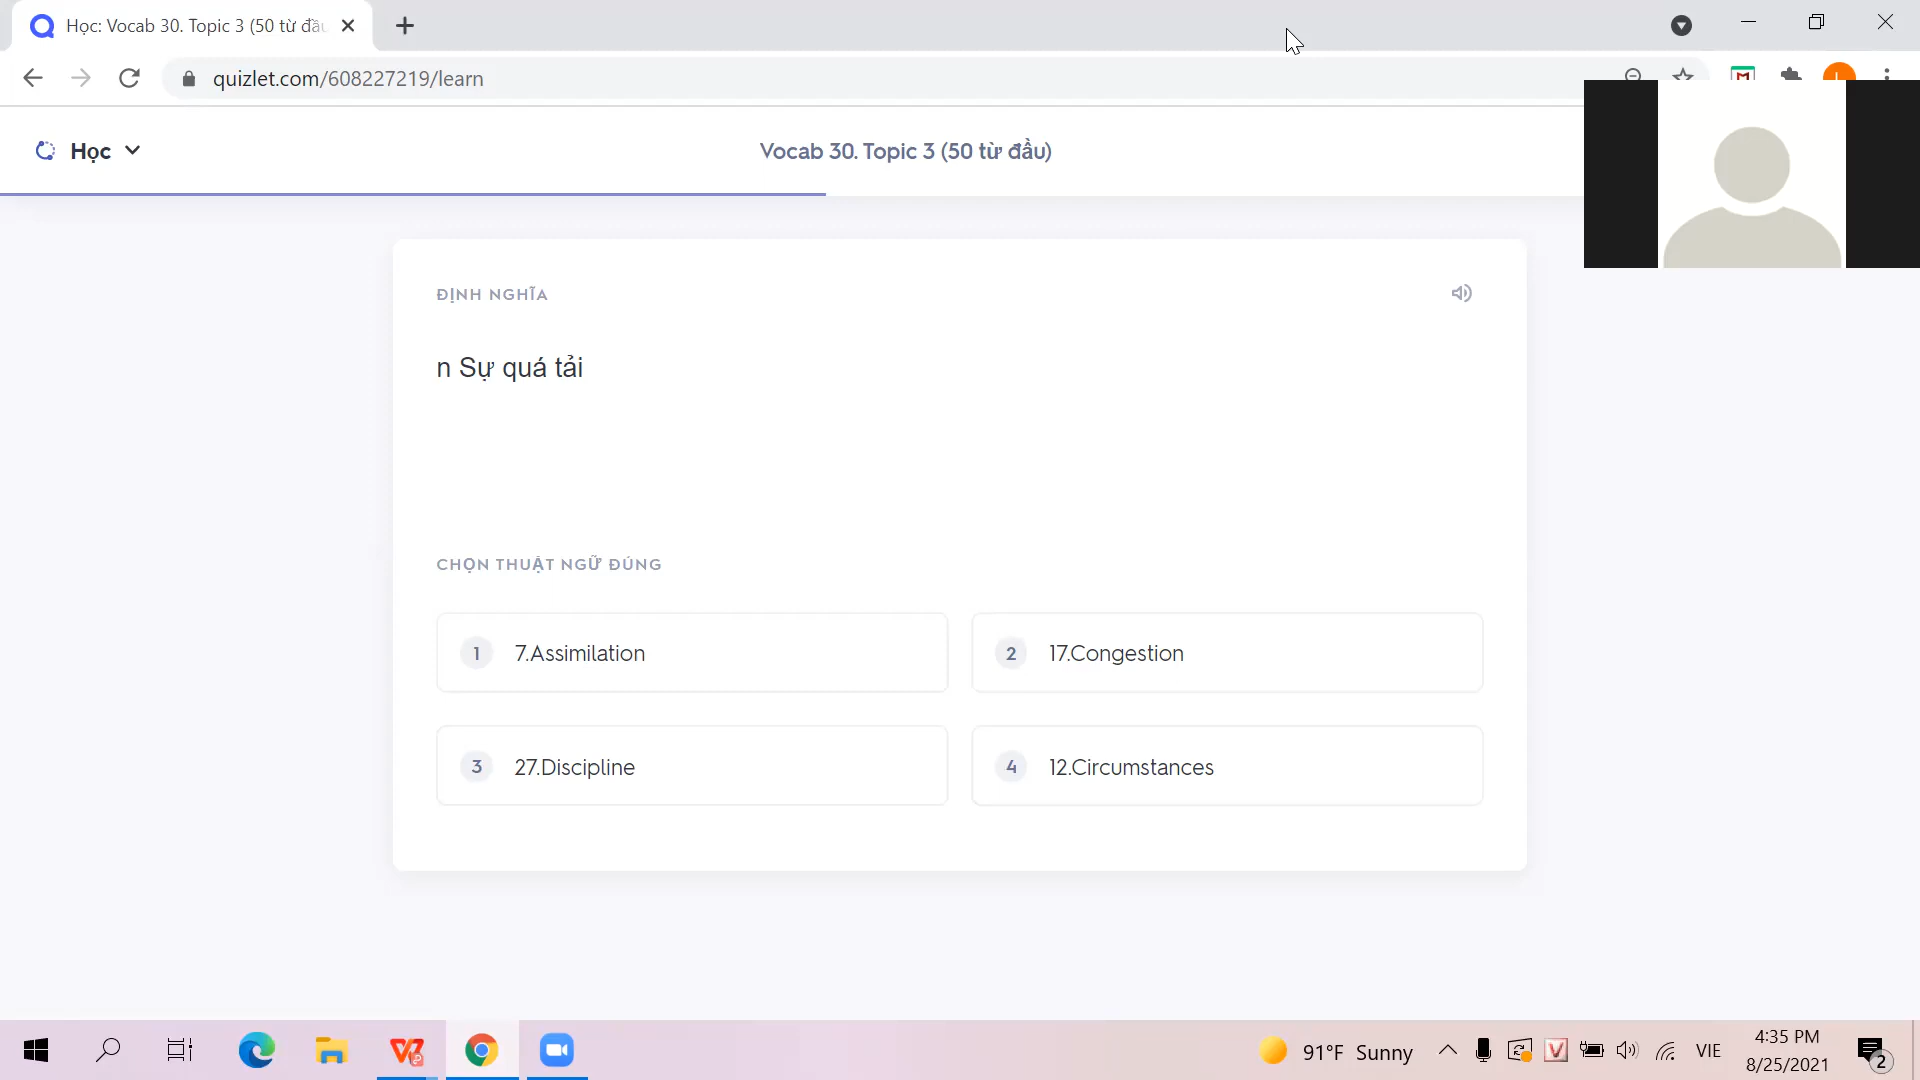 Học: Vocab 30. Topic 3 (50 từ đầu
quizlet.com/608227219/learn
Học
Vocab 30. Topic 3 (50 từ đầu)
ĐỊNH NGHĨA
n Sự quá tải
CHỌN THUẬT NGỮ ĐÚNG
1 7.Assimilation
2 17.Congestion
3 27.Discipline
4 12.Circumstances
91°F Sunny
VIE
4:35 PM
8/25/2021
2